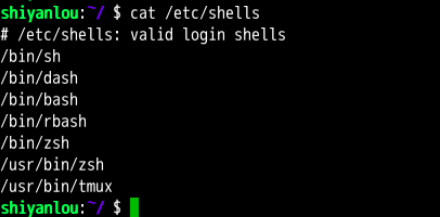 shiyanlou:~/ $ cat /etc/shells
# /etc/shells: valid login shells
/bin/sh
/bin/dash
/bin/bash
/bin/rbash
/bin/zsh
/usr/bin/zsh
/usr/bin/tmux
shiyanlou:~/ $